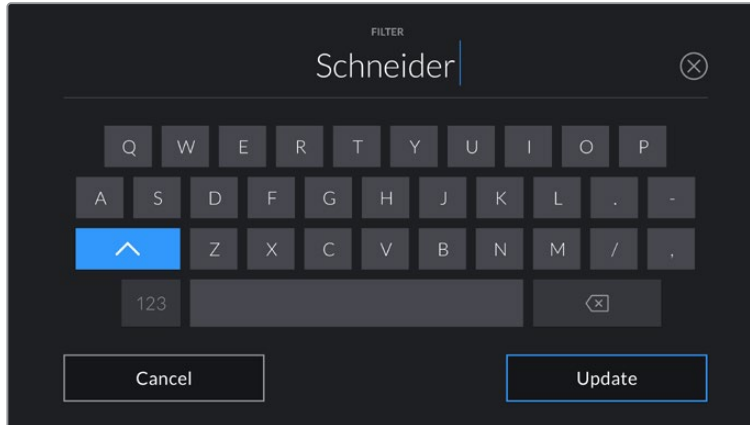 FILTER
Schneider
Q W E R T Y U I O P
A S D F G H J K L . -
Z X C V B N M / ,
123
Cancel Update